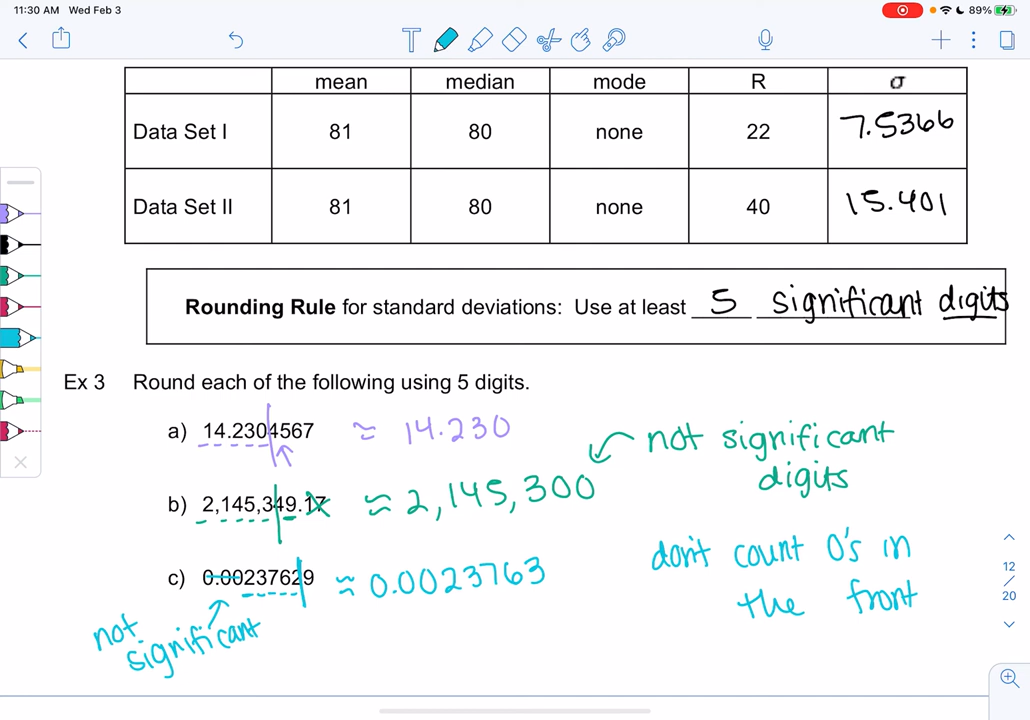 11:30 AM Wed Feb 3 89%
mean median mode R σ
Data Set I 81 80 none 22 7.5366
Data Set II 81 80 none 40 15.401
Rounding Rule for standard deviations: Use at least 5 significant digits
Ex 3 Round each of the following using 5 digits.
a) 14.2304567 ≈ 14.230
not significant
digits
b) 2,145,349.17 ≈ 2,145,300
c) 0.00237629 ≈ 0.0023763
don't count 0's in
the front
not
significant
12
/
20